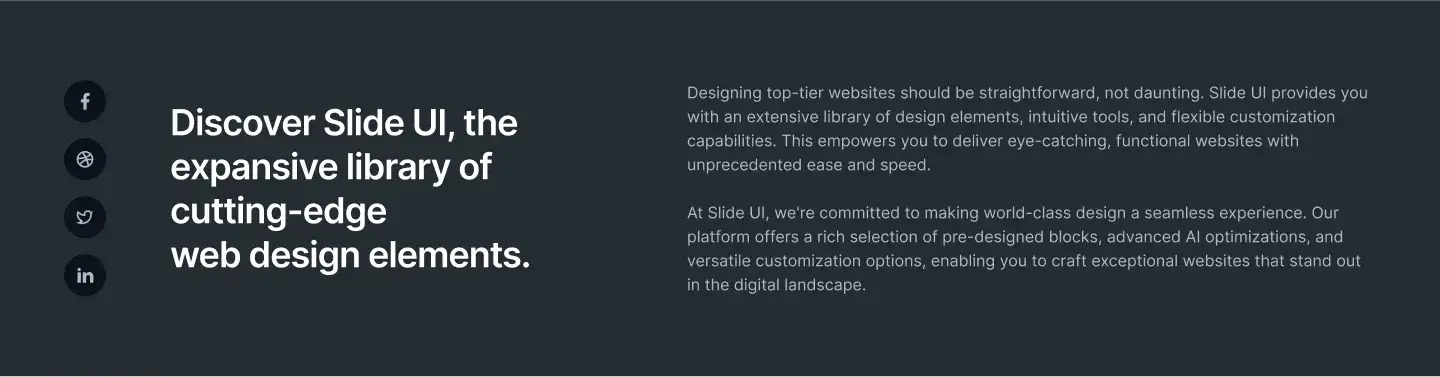 Discover Slide UI, the
expansive library of
cutting-edge
web design elements.
Designing top-tier websites should be straightforward, not daunting. Slide UI provides you
with an extensive library of design elements, intuitive tools, and flexible customization
capabilities. This empowers you to deliver eye-catching, functional websites with
unprecedented ease and speed.
At Slide UI, we're committed to making world-class design a seamless experience. Our
platform offers a rich selection of pre-designed blocks, advanced AI optimizations, and
versatile customization options, enabling you to craft exceptional websites that stand out
in the digital landscape.